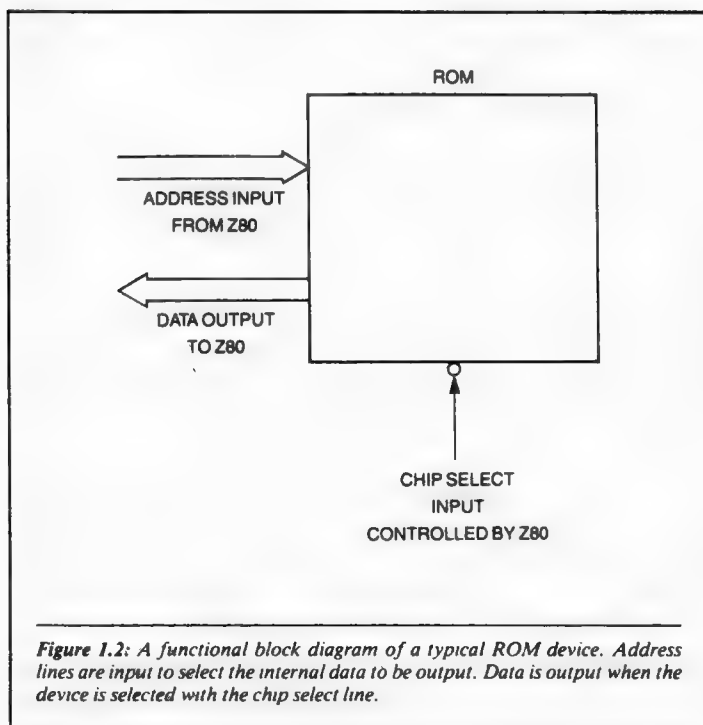 ROM
ADDRESS INPUT
FROM Z80
DATA OUTPUT
TO Z80
CHIP SELECT
INPUT
CONTROLLED BY Z80
Figure 1.2: A functional block diagram of a typical ROM device. Address
lines are input to select the internal data to be output. Data is output when the
device is selected with the chip select line.